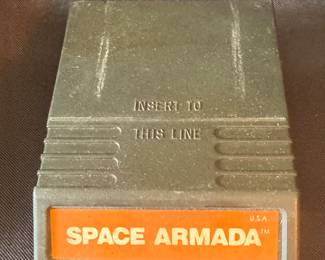 INSERT TO
THIS LINE
U.S.A.
SPACE ARMADA™